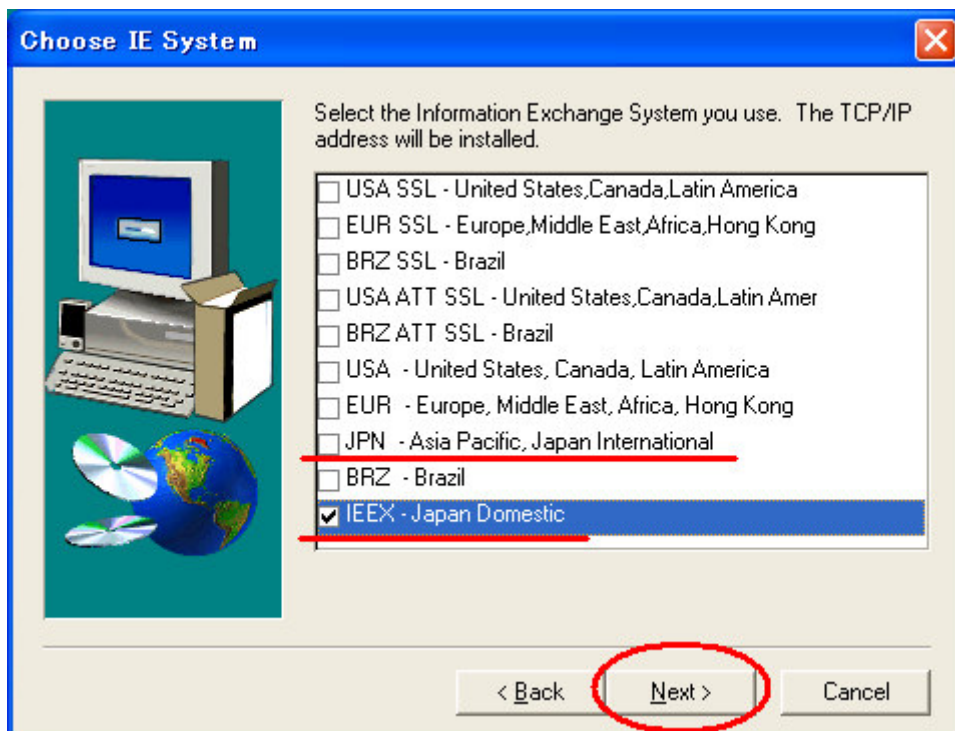 Choose IE System
Select the Information Exchange System you use.  The TCP/IP
address will be installed.
USA SSL - United States,Canada,Latin America
EUR SSL - Europe,Middle East,Africa,Hong Kong
BRZ SSL - Brazil
USA ATT SSL - United States,Canada,Latin Amer
BRZ ATT SSL - Brazil
USA  - United States, Canada, Latin America
EUR  - Europe, Middle East, Africa, Hong Kong
JPN  - Asia Pacific, Japan International
BRZ  - Brazil
IEEX - Japan Domestic
< Back
Next >
Cancel